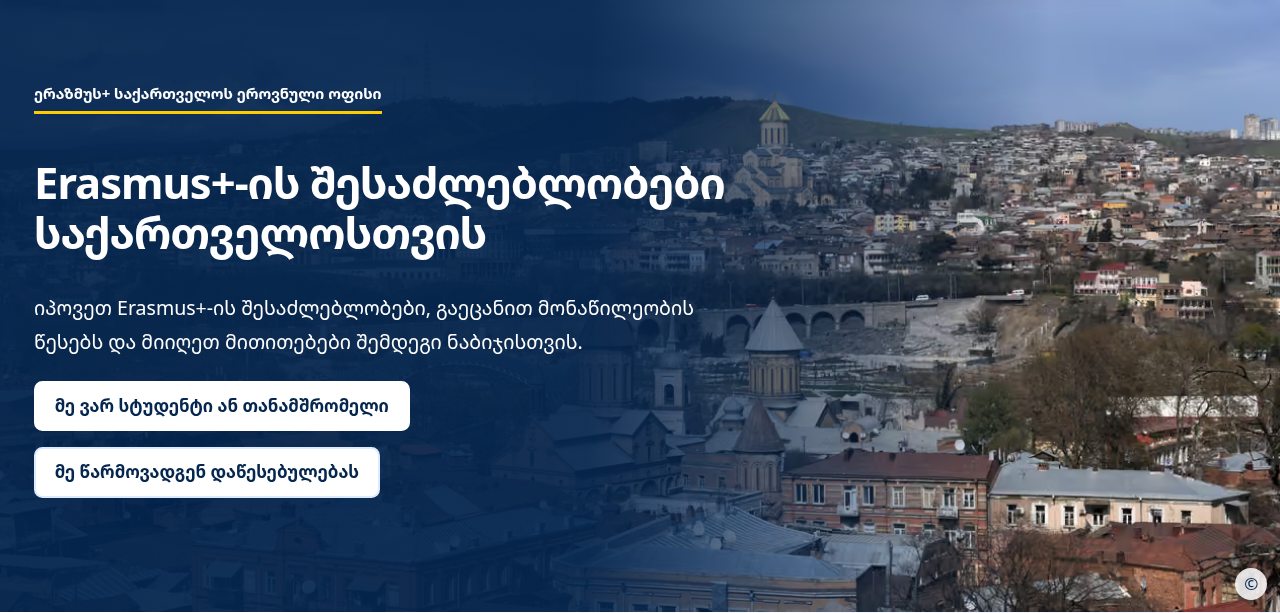 ერაზმუს+ საქართველოს ეროვნული ოფისი
Erasmus+-ის შესაძლებლობები
საქართველოსთვის
იპოვეთ Erasmus+-ის შესაძლებლობები, გაეცანით მონაწილეობის
წესებს და მიიღეთ მითითებები შემდეგი ნაბიჯისთვის.
მე ვარ სტუდენტი ან თანამშრომელი
მე წარმოვადგენ დაწესებულებას
©